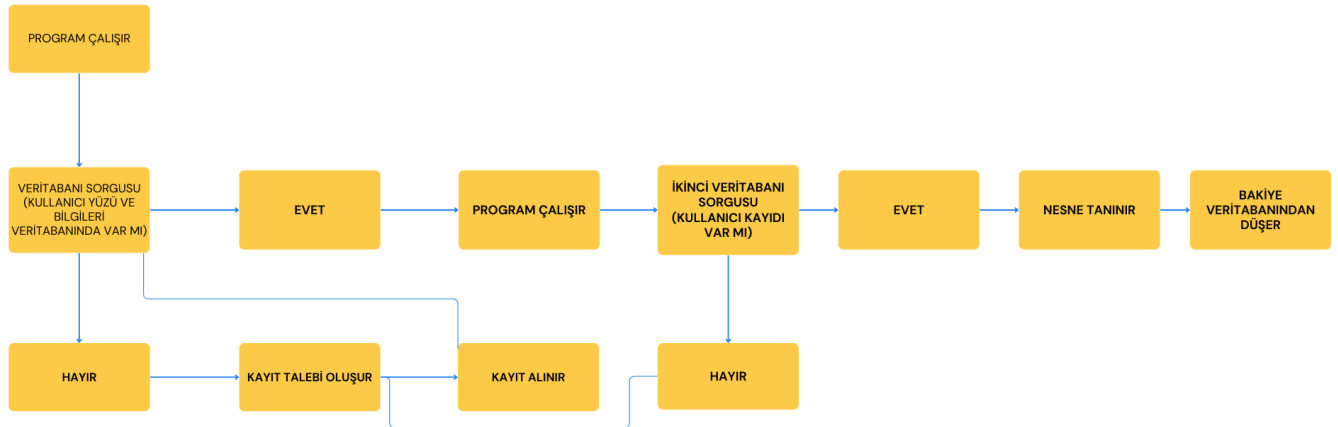 PROGRAM ÇALIŞIR
VERİTABANI SORGUSU
(KULLANICI YÜZÜ VE
BİLGİLERİ
VERİTABANINDA VAR MI)
EVET
PROGRAM ÇALIŞIR
İKİNCİ VERİTABANI
SORGUSU
(KULLANICI KAYIDI
VAR MI)
EVET
NESNE TANINIR
BAKİYE
VERİTABANINDAN
DÜŞER
HAYIR
KAYIT TALEBİ OLUŞUR
KAYIT ALINIR
HAYIR